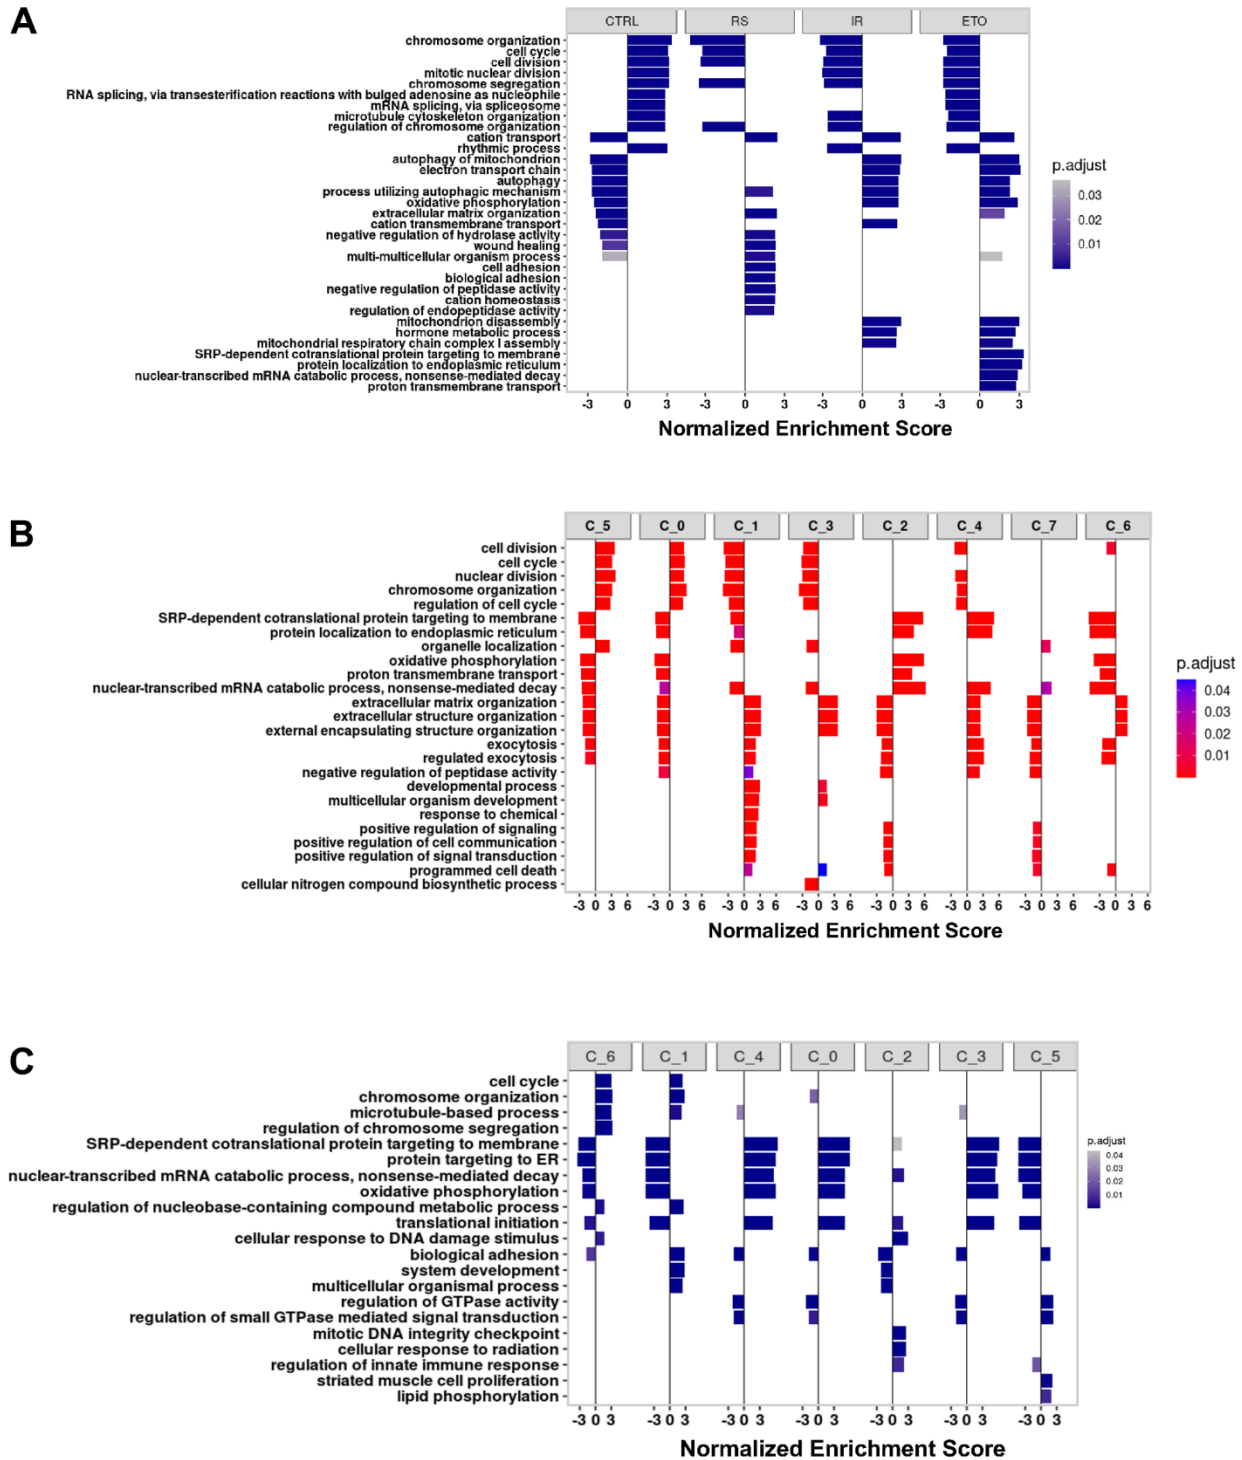 A
CTRL RS IR ETO
chromosome organization
cell cycle
cell division
mitotic nuclear division
chromosome segregation
RNA splicing, via transesterification reactions with bulged adenosine as nucleophile
mRNA splicing, via spliceosome
microtubule cytoskeleton organization
regulation of chromosome organization
cation transport
rhythmic process
autophagy of mitochondrion
electron transport chain
autophagy
process utilizing autophagic mechanism
oxidative phosphorylation
extracellular matrix organization
cation transmembrane transport
negative regulation of hydrolase activity
wound healing
multi-multicellular organism process
cell adhesion
biological adhesion
negative regulation of peptidase activity
cation homeostasis
regulation of endopeptidase activity
mitochondrion disassembly
hormone metabolic process
mitochondrial respiratory chain complex I assembly
SRP-dependent cotranslational protein targeting to membrane
protein localization to endoplasmic reticulum
nuclear-transcribed mRNA catabolic process, nonsense-mediated decay
proton transmembrane transport
-3 0 3 -3 0 3 -3 0 3 -3 0 3
Normalized Enrichment Score
p.adjust
0.03
0.02
0.01
B
C_5 C_0 C_1 C_3 C_2 C_4 C_7 C_6
cell division
cell cycle
nuclear division
chromosome organization
regulation of cell cycle
SRP-dependent cotranslational protein targeting to membrane
protein localization to endoplasmic reticulum
organelle localization
oxidative phosphorylation
proton transmembrane transport
nuclear-transcribed mRNA catabolic process, nonsense-mediated decay
extracellular matrix organization
extracellular structure organization
external encapsulating structure organization
exocytosis
regulated exocytosis
negative regulation of peptidase activity
developmental process
multicellular organism development
response to chemical
positive regulation of signaling
positive regulation of cell communication
positive regulation of signal transduction
programmed cell death
cellular nitrogen compound biosynthetic process
-3 0 3 6 -3 0 3 6 -3 0 3 6 -3 0 3 6 -3 0 3 6 -3 0 3 6 -3 0 3 6 -3 0 3 6
Normalized Enrichment Score
p.adjust
0.04
0.03
0.02
0.01
C
C_6 C_1 C_4 C_0 C_2 C_3 C_5
cell cycle
chromosome organization
microtubule-based process
regulation of chromosome segregation
SRP-dependent cotranslational protein targeting to membrane
protein targeting to ER
nuclear-transcribed mRNA catabolic process, nonsense-mediated decay
oxidative phosphorylation
regulation of nucleobase-containing compound metabolic process
translational initiation
cellular response to DNA damage stimulus
biological adhesion
system development
multicellular organismal process
regulation of GTPase activity
regulation of small GTPase mediated signal transduction
mitotic DNA integrity checkpoint
cellular response to radiation
regulation of innate immune response
striated muscle cell proliferation
lipid phosphorylation
-3 0 3 -3 0 3 -3 0 3 -3 0 3 -3 0 3 -3 0 3 -3 0 3
Normalized Enrichment Score
p.adjust
0.04
0.03
0.02
0.01